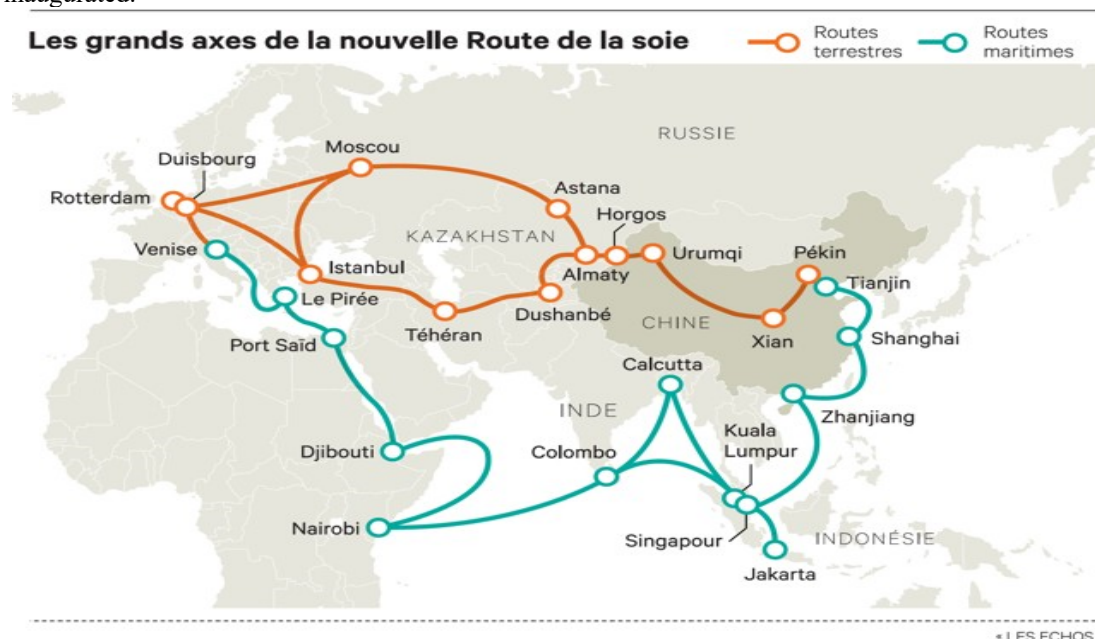 inaugurated.
Les grands axes de la nouvelle Route de la soie
Routes
terrestres
Routes
maritimes
RUSSIE
Moscou
Duisbourg
Rotterdam
Astana
Horgos
KAZAKHSTAN
Venise
Urumqi
Pékin
Istanbul
Almaty
Tianjin
Le Pirée
Dushanbé
Téhéran
CHINE
Xian
Shanghai
Port Saïd
Calcutta
INDE
Zhanjiang
Kuala
Lumpur
Djibouti
Colombo
Nairobi
Singapour
INDONÉSIE
Jakarta
« LES ECHOS